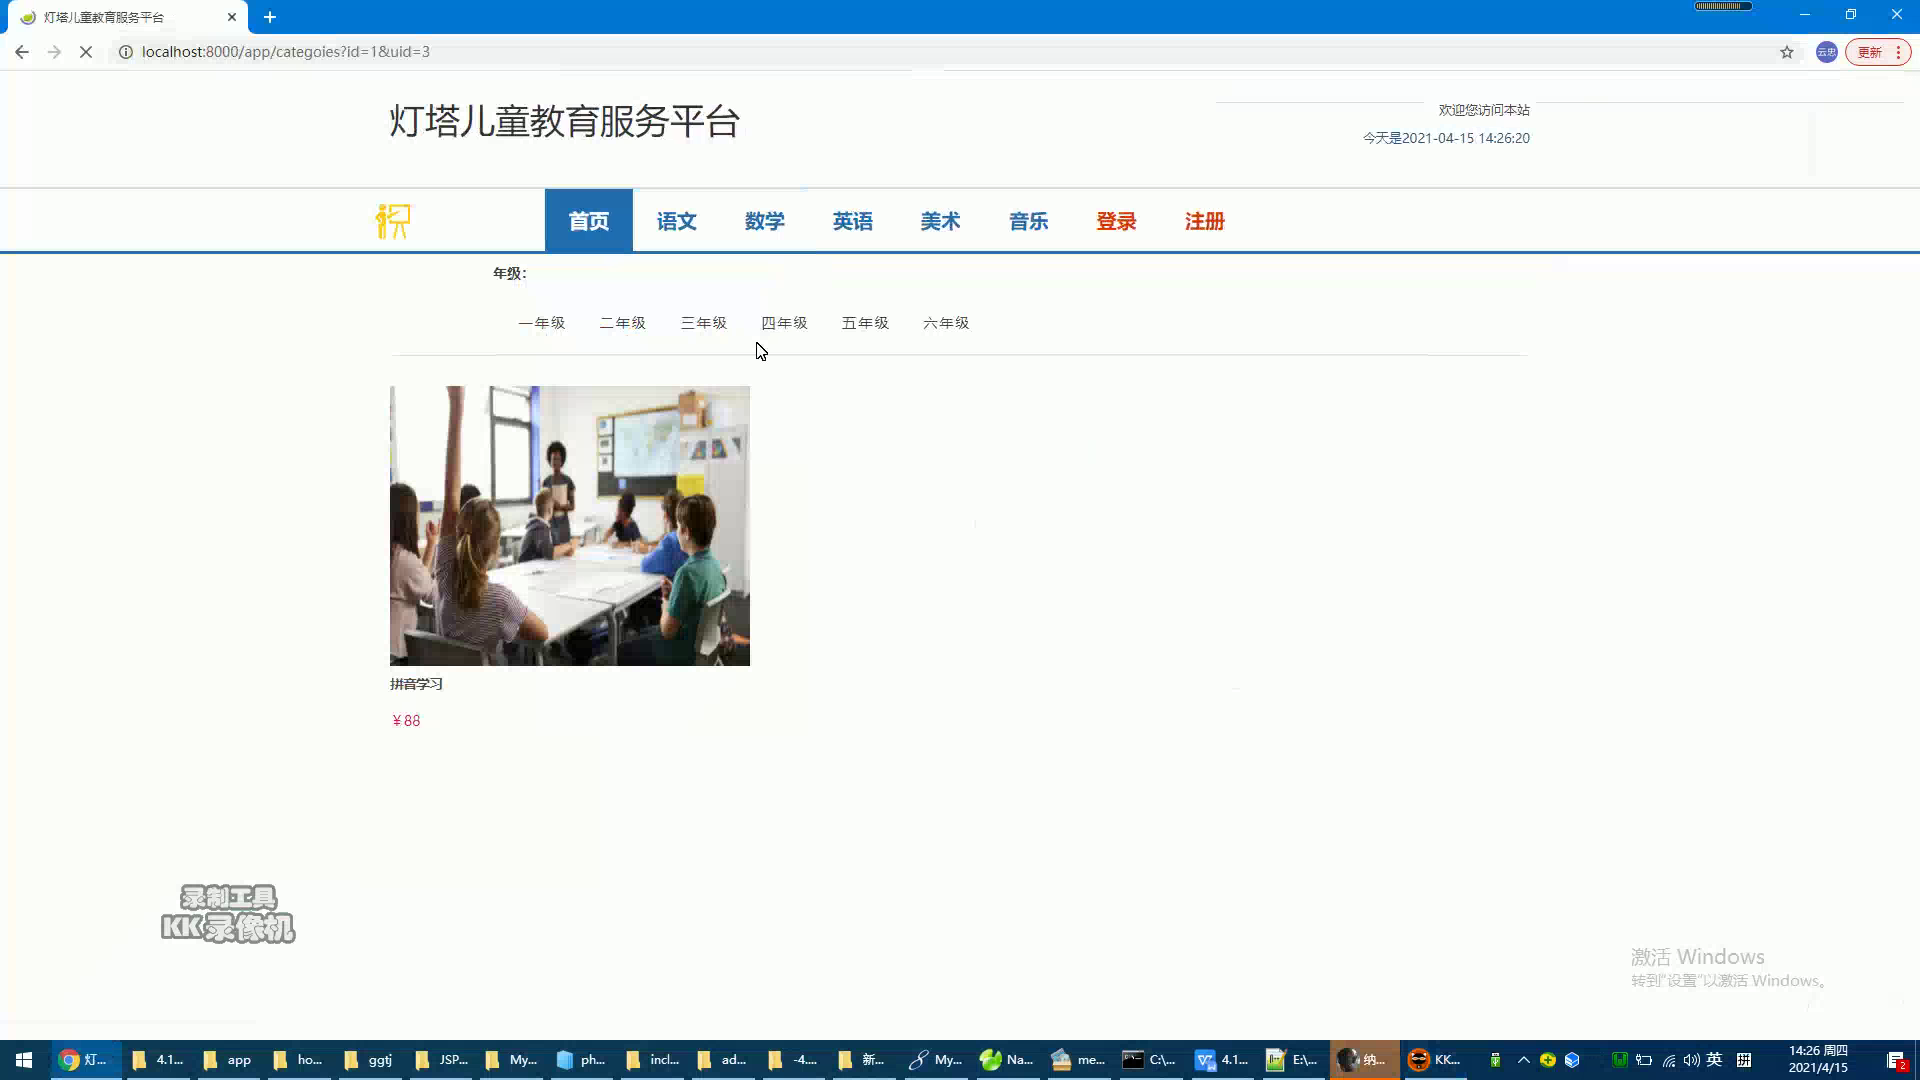 灯塔儿童教育服务平台
localhost:8000/app/categoies?id=1&uid=3
云忠
更新
灯塔儿童教育服务平台
欢迎您访问本站
今天是2021-04-15 14:26:20
首页 语文 数学 英语 美术 音乐 登录 注册
年级：
一年级 二年级 三年级 四年级 五年级 六年级
拼音学习
￥88
录制工具
KK录像机
激活 Windows
转到"设置"以激活 Windows。
灯... 4.1... app ho... ggtj JSP... My... ph... incl... ad... -4.... 新... My... Na... me... C:\... 4.1... E:\... 纳... KK... 英 拼
14:26 周四
2021/4/15
2